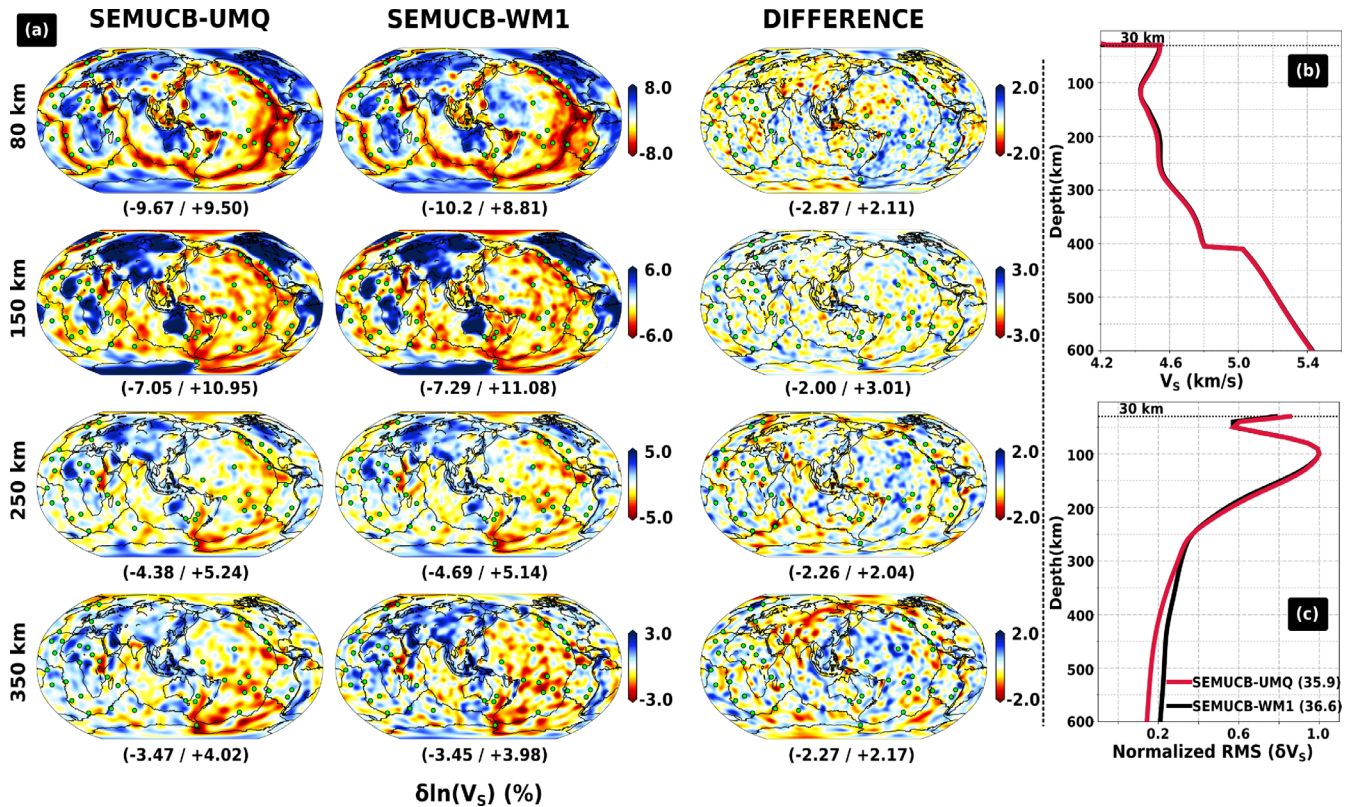 (a)
SEMUCB-UMQ
SEMUCB-WM1
DIFFERENCE
80 km
8.0
-8.0
2.0
-2.0
(-9.67 / +9.50)
(-10.2 / +8.81)
(-2.87 / +2.11)
150 km
6.0
-6.0
3.0
-3.0
(-7.05 / +10.95)
(-7.29 / +11.08)
(-2.00 / +3.01)
250 km
5.0
-5.0
2.0
-2.0
(-4.38 / +5.24)
(-4.69 / +5.14)
(-2.26 / +2.04)
350 km
3.0
-3.0
2.0
-2.0
(-3.47 / +4.02)
(-3.45 / +3.98)
(-2.27 / +2.17)
δln(VS) (%)
30 km
(b)
100
200
300
400
500
600
Depth(km)
4.2
4.6
5.0
5.4
VS (km/s)
30 km
100
200
300
400
500
600
Depth(km)
(c)
SEMUCB-UMQ (35.9)
SEMUCB-WM1 (36.6)
0.2
0.6
1.0
Normalized RMS (δVS)